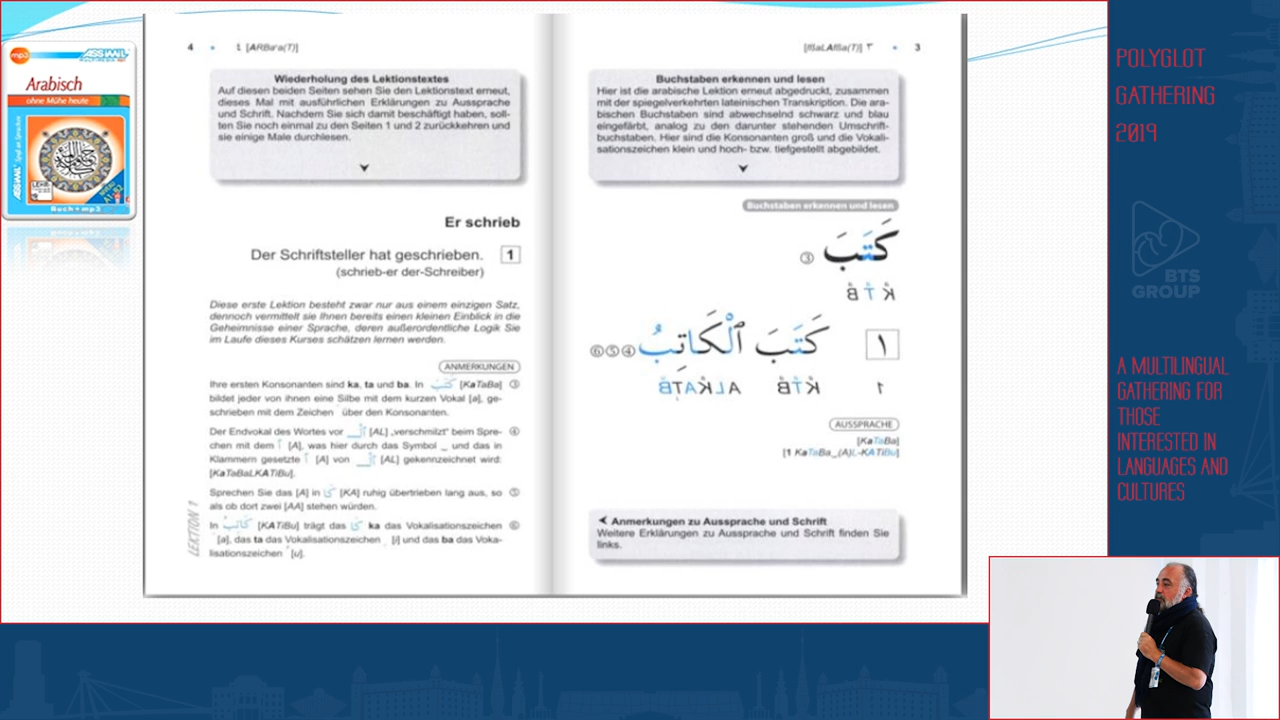 mp3
ASSiMiL
Arabisch
ohne Mühe heute
Buch+mp3
4 • ٤ [ARBaʿa(T)]
Wiederholung des Lektionstextes
Auf diesen beiden Seiten sehen Sie den Lektionstext erneut,
dieses Mal mit ausführlichen Erklärungen zu Aussprache
und Schrift. Nachdem Sie sich damit beschäftigt haben, soll-
ten Sie noch einmal zu den Seiten 1 und 2 zurückkehren und
sie einige Male durchlesen.
Er schrieb
Der Schriftsteller hat geschrieben. 1
(schrieb-er der-Schreiber)
Diese erste Lektion besteht zwar nur aus einem einzigen Satz,
dennoch vermittelt sie Ihnen bereits einen kleinen Einblick in die
Geheimnisse einer Sprache, deren außerordentliche Logik Sie
im Laufe dieses Kurses schätzen lernen werden.
ANMERKUNGEN
Ihre ersten Konsonanten sind ka, ta und ba. In كَتَبَ [KaTaBa] ③
bildet jeder von ihnen eine Silbe mit dem kurzen Vokal [a], ge-
schrieben mit dem Zeichen über den Konsonanten.
Der Endvokal des Wortes vor [AL] „verschmilzt" beim Spre- ④
chen mit dem [A], was hier durch das Symbol _ und das in
Klammern gesetzte [A] von [AL] gekennzeichnet wird:
[KaTaBaLKATiBu].
Sprechen Sie das [A] in كَا [KA] ruhig übertrieben lang aus, so ⑤
als ob dort zwei [AA] stehen würden.
In كَاتِبُ [KATiBu] trägt das كَا ka das Vokalisationszeichen ⑥
[a], das ta das Vokalisationszeichen [i] und das ba das Voka-
lisationszeichen [u].
LEKTION 1
٣ • 3
Buchstaben erkennen und lesen
Hier ist die arabische Lektion erneut abgedruckt, zusammen
mit der spiegelverkehrten lateinischen Transkription. Die ara-
bischen Buchstaben sind abwechselnd schwarz und blau
eingefärbt, analog zu den darunter stehenden Umschrift-
buchstaben. Hier sind die Konsonanten groß und die Vokali-
sationszeichen klein und hoch- bzw. tiefgestellt abgebildet.
Buchstaben erkennen und lesen
كَتَبَ ③
K T B
١ كَتَبَ ٱلْكَاتِبُ ④⑤⑥
1 KTB ALKATB
AUSSPRACHE
[KaTaBa]
[1 KaTaBa_(A)L-KATiBu]
Anmerkungen zu Aussprache und Schrift
Weitere Erklärungen zu Aussprache und Schrift finden Sie
links.
POLYGLOT
GATHERING
2019
BTS
GROUP
A MULTILINGUAL
GATHERING FOR
THOSE
INTERESTED IN
LANGUAGES AND
CULTURES